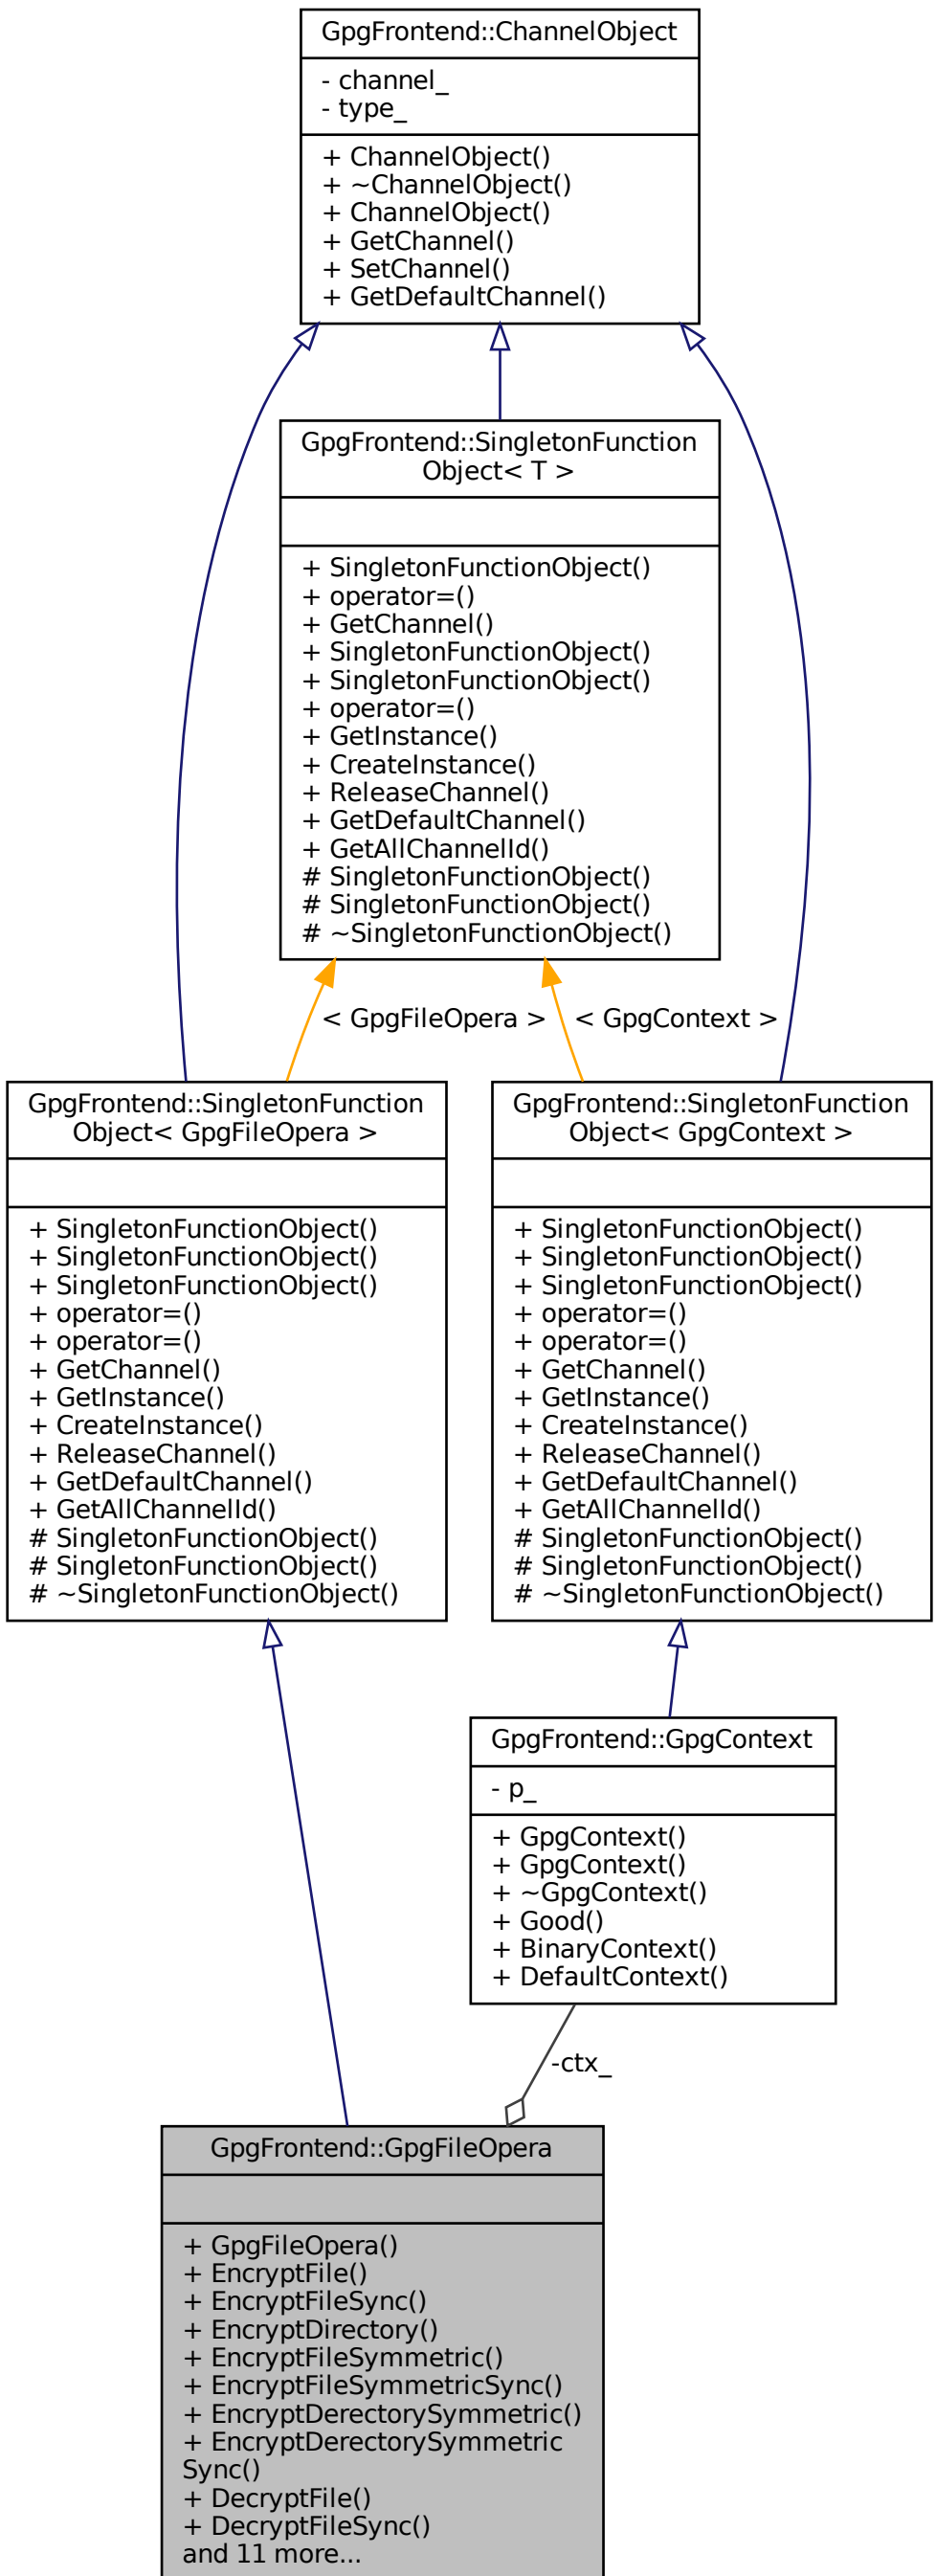 GpgFrontend::ChannelObject
- channel_
- type_
+ ChannelObject()
+ ~ChannelObject()
+ ChannelObject()
+ GetChannel()
+ SetChannel()
+ GetDefaultChannel()
GpgFrontend::SingletonFunction
Object< T >
+ SingletonFunctionObject()
+ operator=()
+ GetChannel()
+ SingletonFunctionObject()
+ SingletonFunctionObject()
+ operator=()
+ GetInstance()
+ CreateInstance()
+ ReleaseChannel()
+ GetDefaultChannel()
+ GetAllChannelId()
# SingletonFunctionObject()
# SingletonFunctionObject()
# ~SingletonFunctionObject()
< GpgFileOpera >
< GpgContext >
GpgFrontend::SingletonFunction
Object< GpgFileOpera >
+ SingletonFunctionObject()
+ SingletonFunctionObject()
+ SingletonFunctionObject()
+ operator=()
+ operator=()
+ GetChannel()
+ GetInstance()
+ CreateInstance()
+ ReleaseChannel()
+ GetDefaultChannel()
+ GetAllChannelId()
# SingletonFunctionObject()
# SingletonFunctionObject()
# ~SingletonFunctionObject()
GpgFrontend::SingletonFunction
Object< GpgContext >
+ SingletonFunctionObject()
+ SingletonFunctionObject()
+ SingletonFunctionObject()
+ operator=()
+ operator=()
+ GetChannel()
+ GetInstance()
+ CreateInstance()
+ ReleaseChannel()
+ GetDefaultChannel()
+ GetAllChannelId()
# SingletonFunctionObject()
# SingletonFunctionObject()
# ~SingletonFunctionObject()
GpgFrontend::GpgContext
- p_
+ GpgContext()
+ GpgContext()
+ ~GpgContext()
+ Good()
+ BinaryContext()
+ DefaultContext()
-ctx_
GpgFrontend::GpgFileOpera
+ GpgFileOpera()
+ EncryptFile()
+ EncryptFileSync()
+ EncryptDirectory()
+ EncryptFileSymmetric()
+ EncryptFileSymmetricSync()
+ EncryptDerectorySymmetric()
+ EncryptDerectorySymmetric
Sync()
+ DecryptFile()
+ DecryptFileSync()
and 11 more...